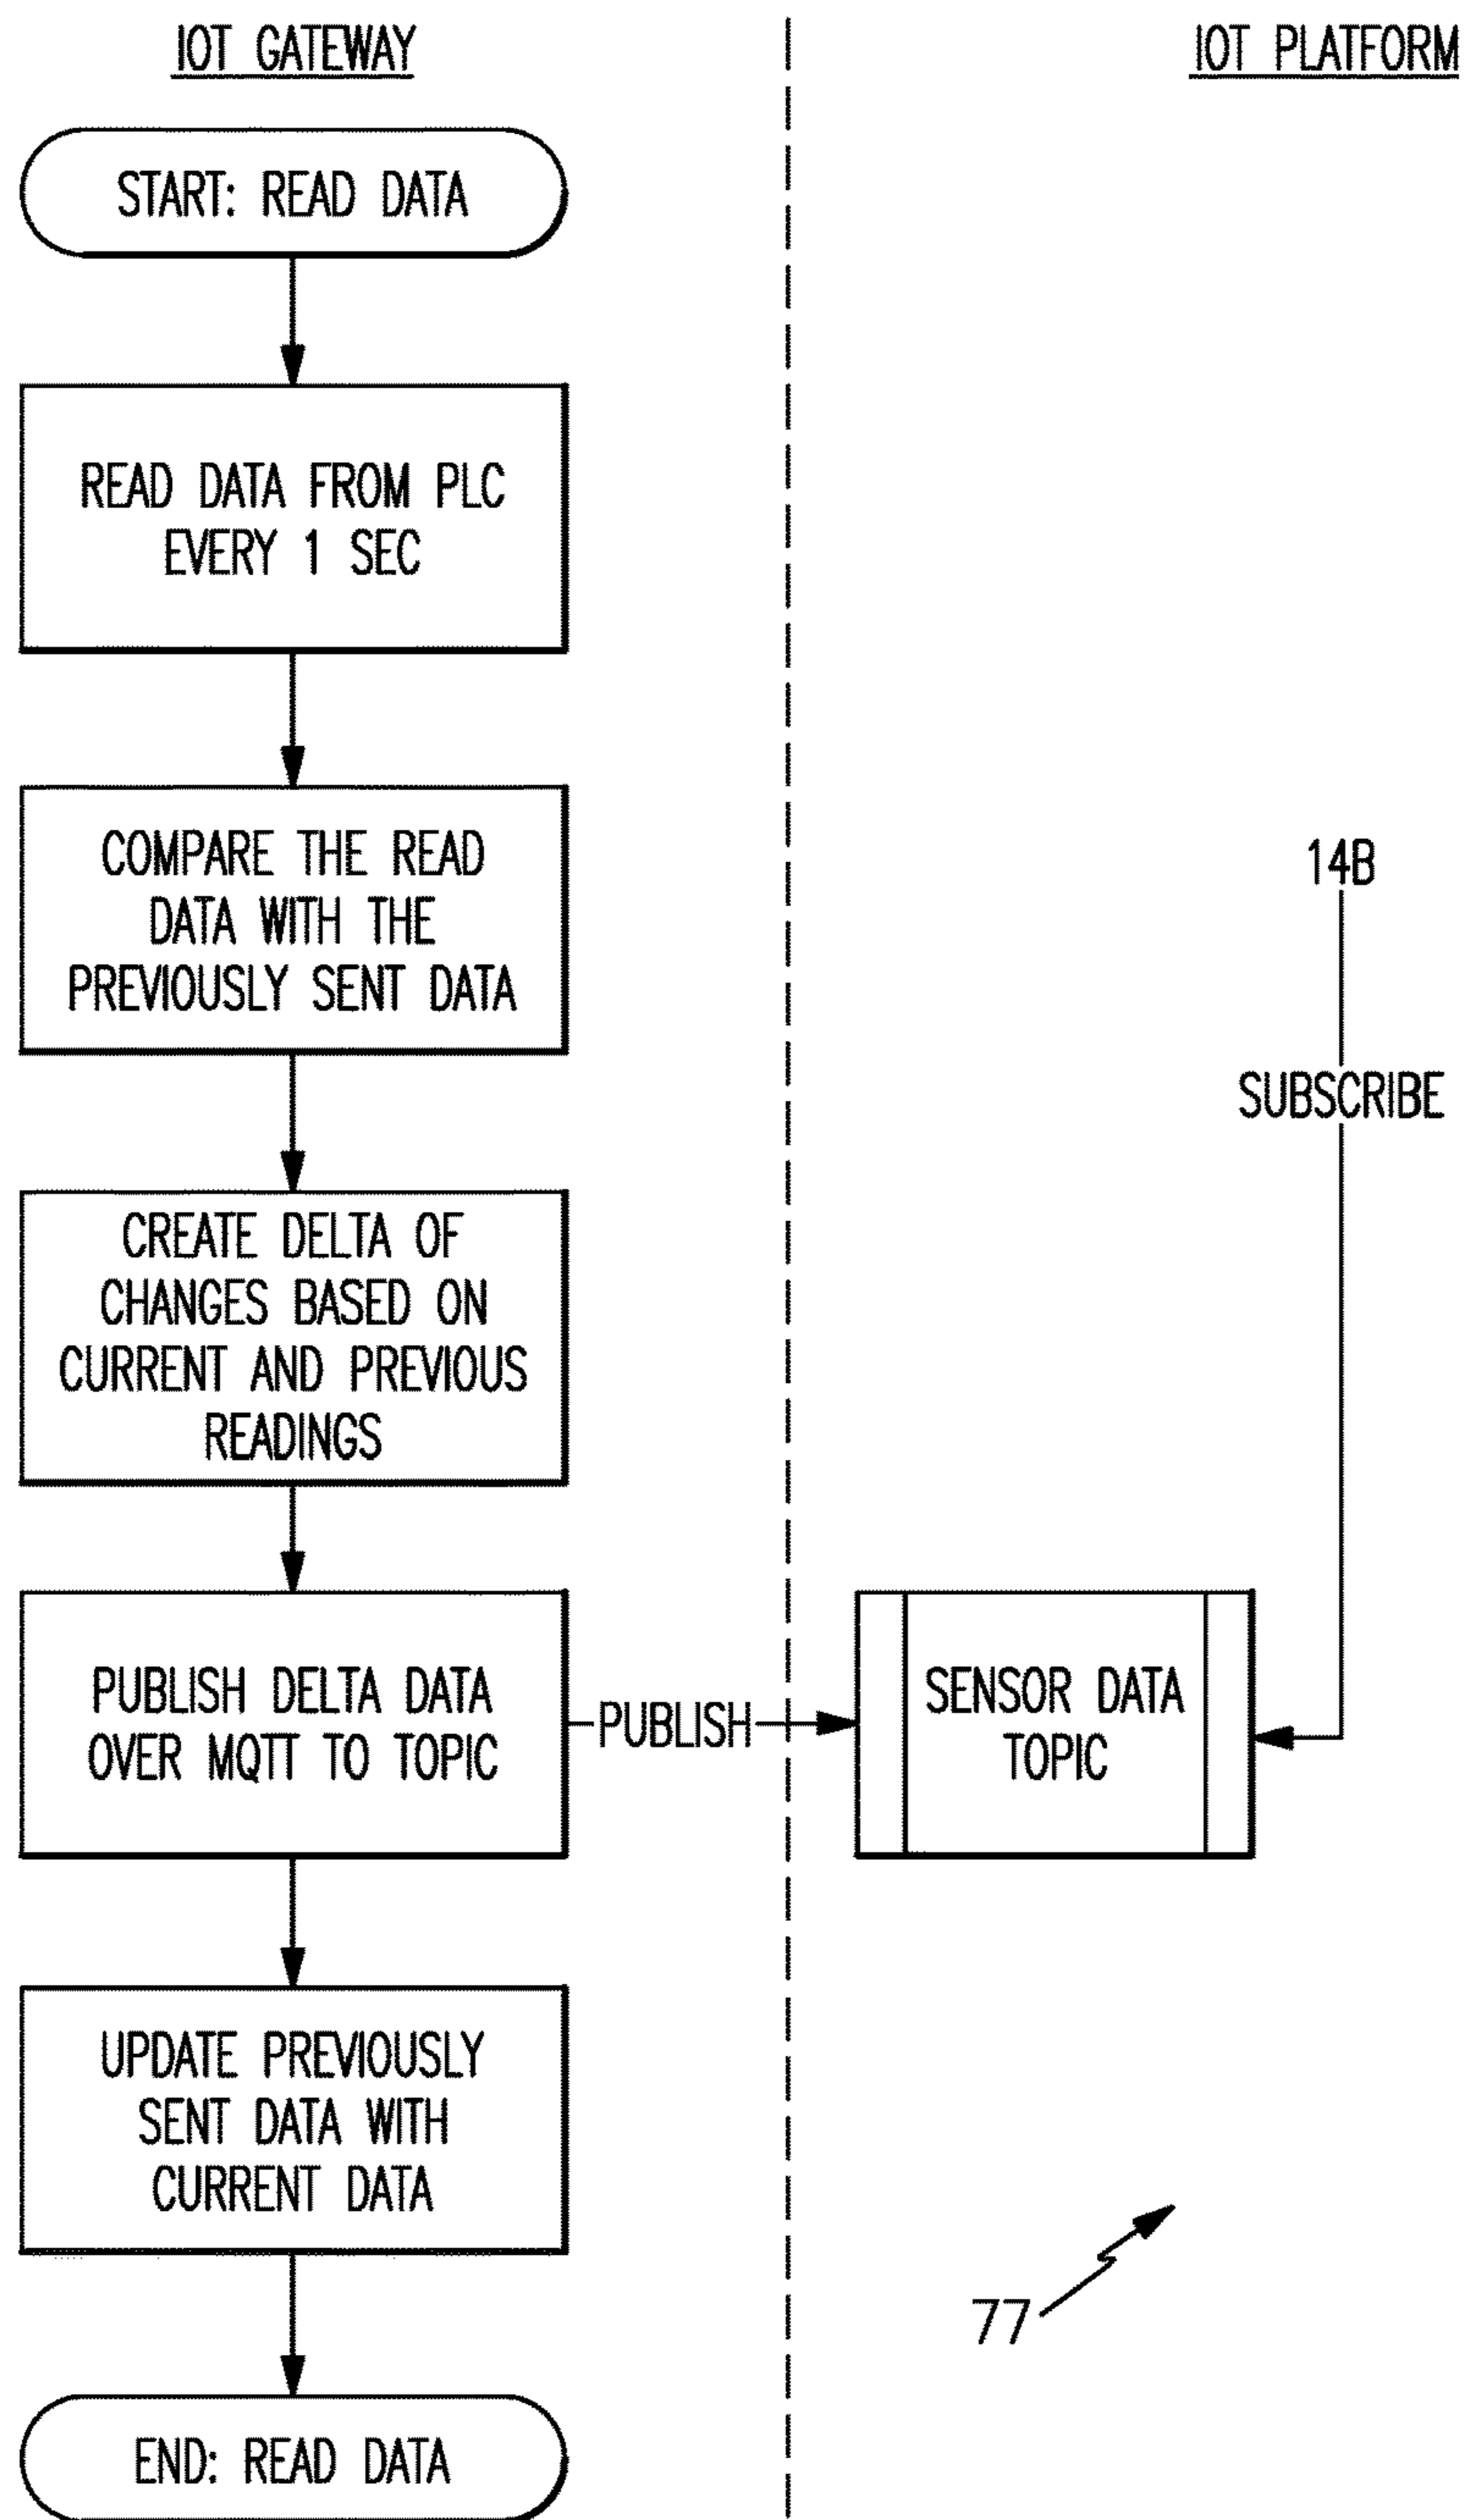 IOT GATEWAY
IOT PLATFORM
START: READ DATA
READ DATA FROM PLC
EVERY 1 SEC
COMPARE THE READ
DATA WITH THE
PREVIOUSLY SENT DATA
14B
SUBSCRIBE
CREATE DELTA OF
CHANGES BASED ON
CURRENT AND PREVIOUS
READINGS
PUBLISH DELTA DATA
OVER MQTT TO TOPIC
PUBLISH
SENSOR DATA
TOPIC
UPDATE PREVIOUSLY
SENT DATA WITH
CURRENT DATA
77
END: READ DATA